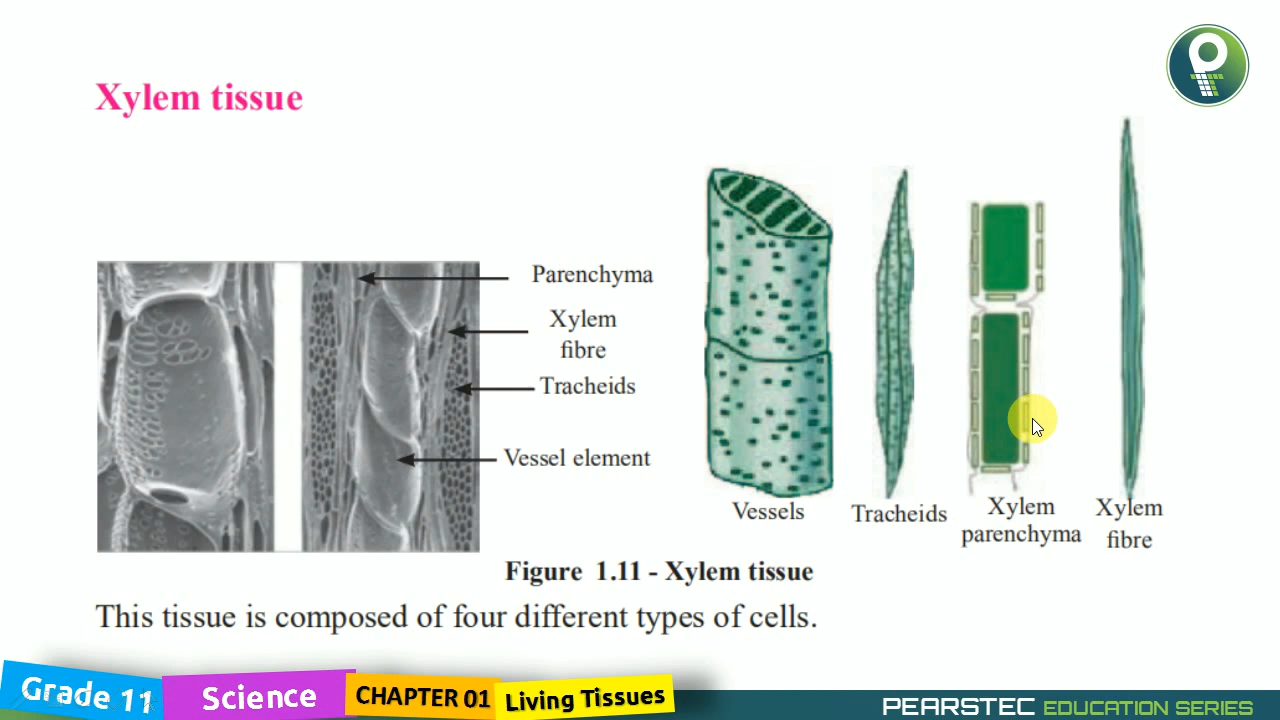 Xylem tissue
Parenchyma
Xylem
fibre
Tracheids
Vessel element
Vessels
Tracheids
Xylem
parenchyma
Xylem
fibre
Figure 1.11 - Xylem tissue
This tissue is composed of four different types of cells.
Grade 11
Science
CHAPTER 01
Living Tissues
PEARSTEC EDUCATION SERIES